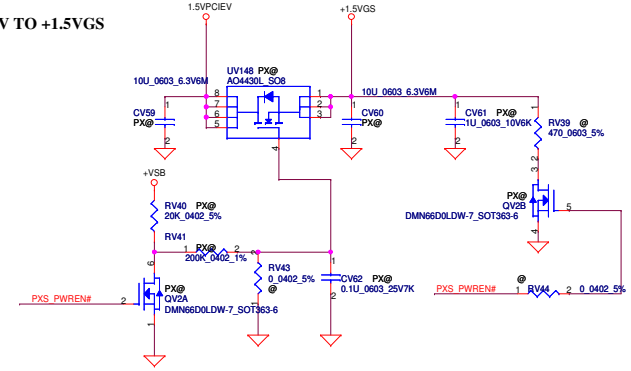 1.5VPCIEV
+1.5VGS
V TO +1.5VGS
UV148 PX@
AO4430L_SO8
10U_0603_6.3V6M
10U_0603_6.3V6M
8
7
6
5
1
2
3
4
1
CV59
PX@
2
1
CV60
PX@
2
1
CV61 PX@
.1U_0603_10V6K
2
1
RV39 @
470_0603_5%
2
3
PX@
QV2B
DMN66D0LDW-7_SOT363-6
5
4
+VSB
RV40 PX@
20K_0402_5%
RV41
1 PX@ 2
200K_0402_1%
6
PX@
QV2A
DMN66D0LDW-7_SOT363-6
PXS_PWREN#
2
1
2
RV43
0_0402_5%
@
1
1
CV62 PX@
0.1U_0603_25V7K
2
@
PXS_PWREN#
1 RV44 2 0_0402_5%